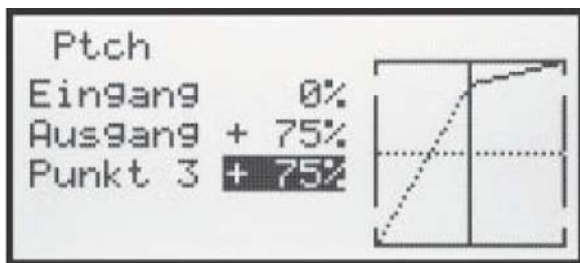 Ptch
Eingang 0%
Ausgang + 75%
Punkt 3 + 75%